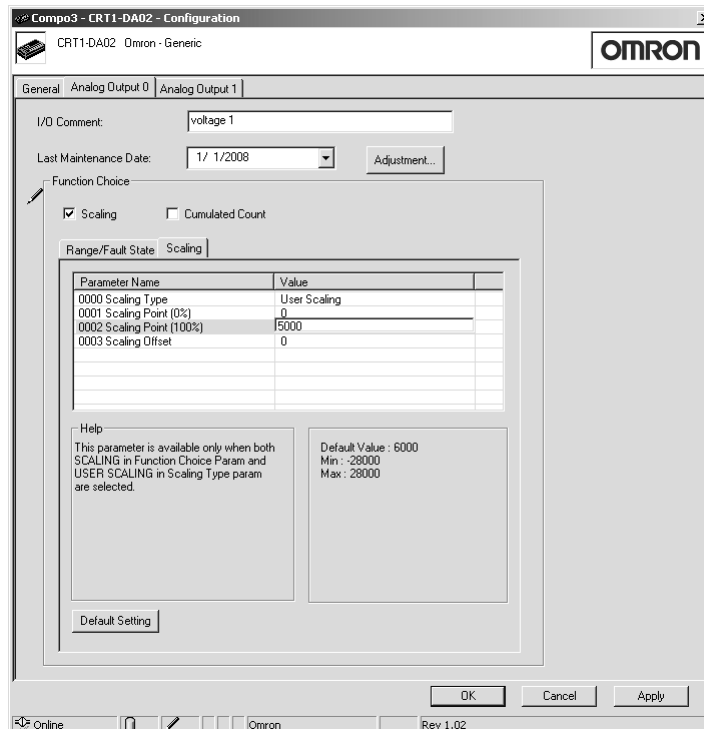 Compo3 - CRT1-DA02 - Configuration
CRT1-DA02 Omron - Generic
OMRON
General
Analog Output 0
Analog Output 1
I/O Comment:
voltage 1
Last Maintenance Date:
1/ 1/2008
Adjustment...
Function Choice
Scaling
Cumulated Count
Range/Fault State
Scaling
Parameter Name Value
0000 Scaling Type User Scaling
0001 Scaling Point (0%) 0
0002 Scaling Point (100%) 5000
0003 Scaling Offset 0
Help
This parameter is available only when both
SCALING in Function Choice Param and
USER SCALING in Scaling Type param
are selected.
Default Value : 6000
Min : -28000
Max : 28000
Default Setting
OK
Cancel
Apply
Online
Omron
Rev 1.02